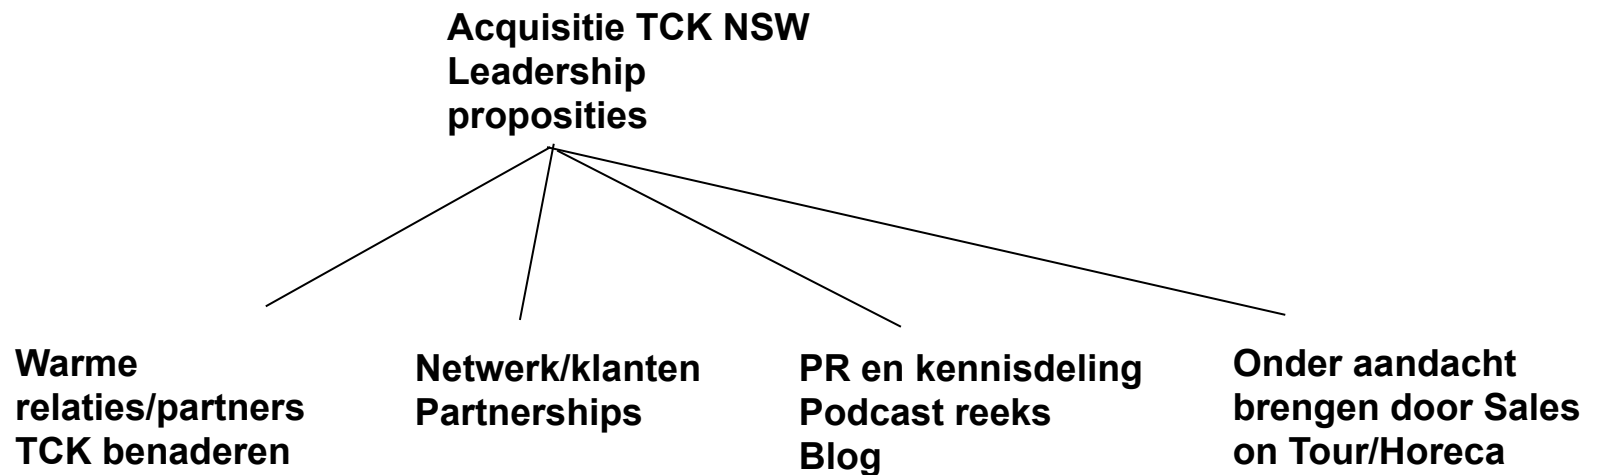 Acquisitie TCK NSW
Leadership
proposities
Warme
relaties/partners
TCK benaderen
Netwerk/klanten
Partnerships
PR en kennisdeling
Podcast reeks
Blog
Onder aandacht
brengen door Sales
on Tour/Horeca